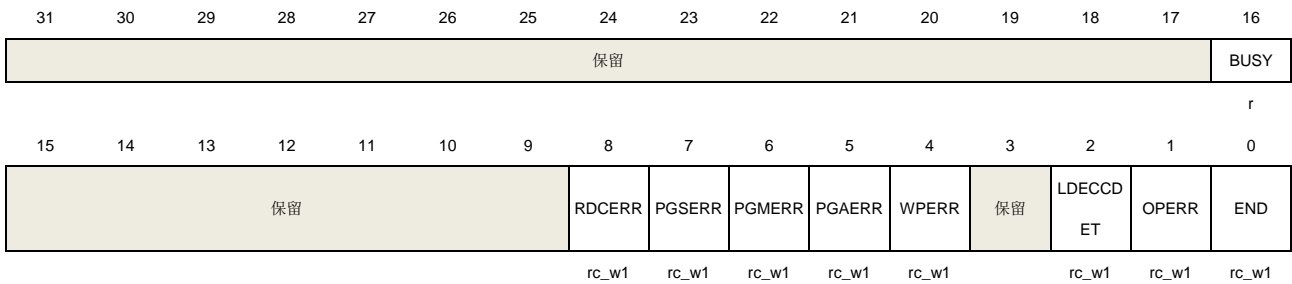 31 30 29 28 27 26 25 24 23 22 21 20 19 18 17 16
保留 BUSY
r
15 14 13 12 11 10 9 8 7 6 5 4 3 2 1 0
保留 RDCERR PGSERR PGMERR PGAERR WPERR 保留 LDECCD
ET OPERR END
rc_w1 rc_w1 rc_w1 rc_w1 rc_w1 rc_w1 rc_w1 rc_w1